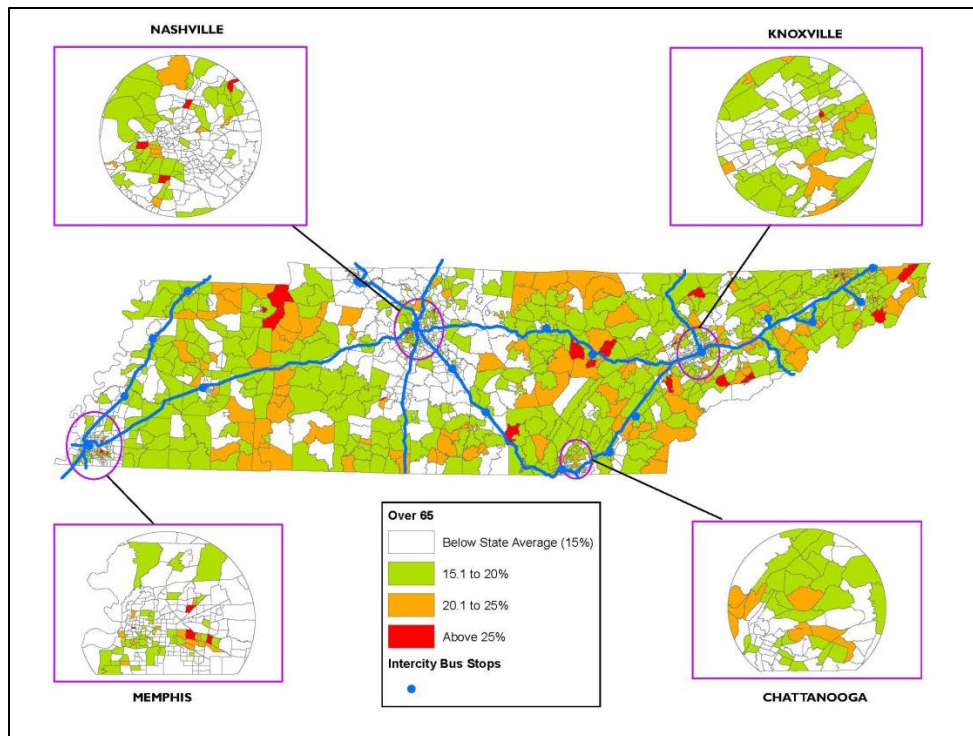 NASHVILLE
KNOXVILLE
Over 65
Below State Average (15%)
15.1 to 20%
20.1 to 25%
Above 25%
Intercity Bus Stops
MEMPHIS
CHATTANOOGA